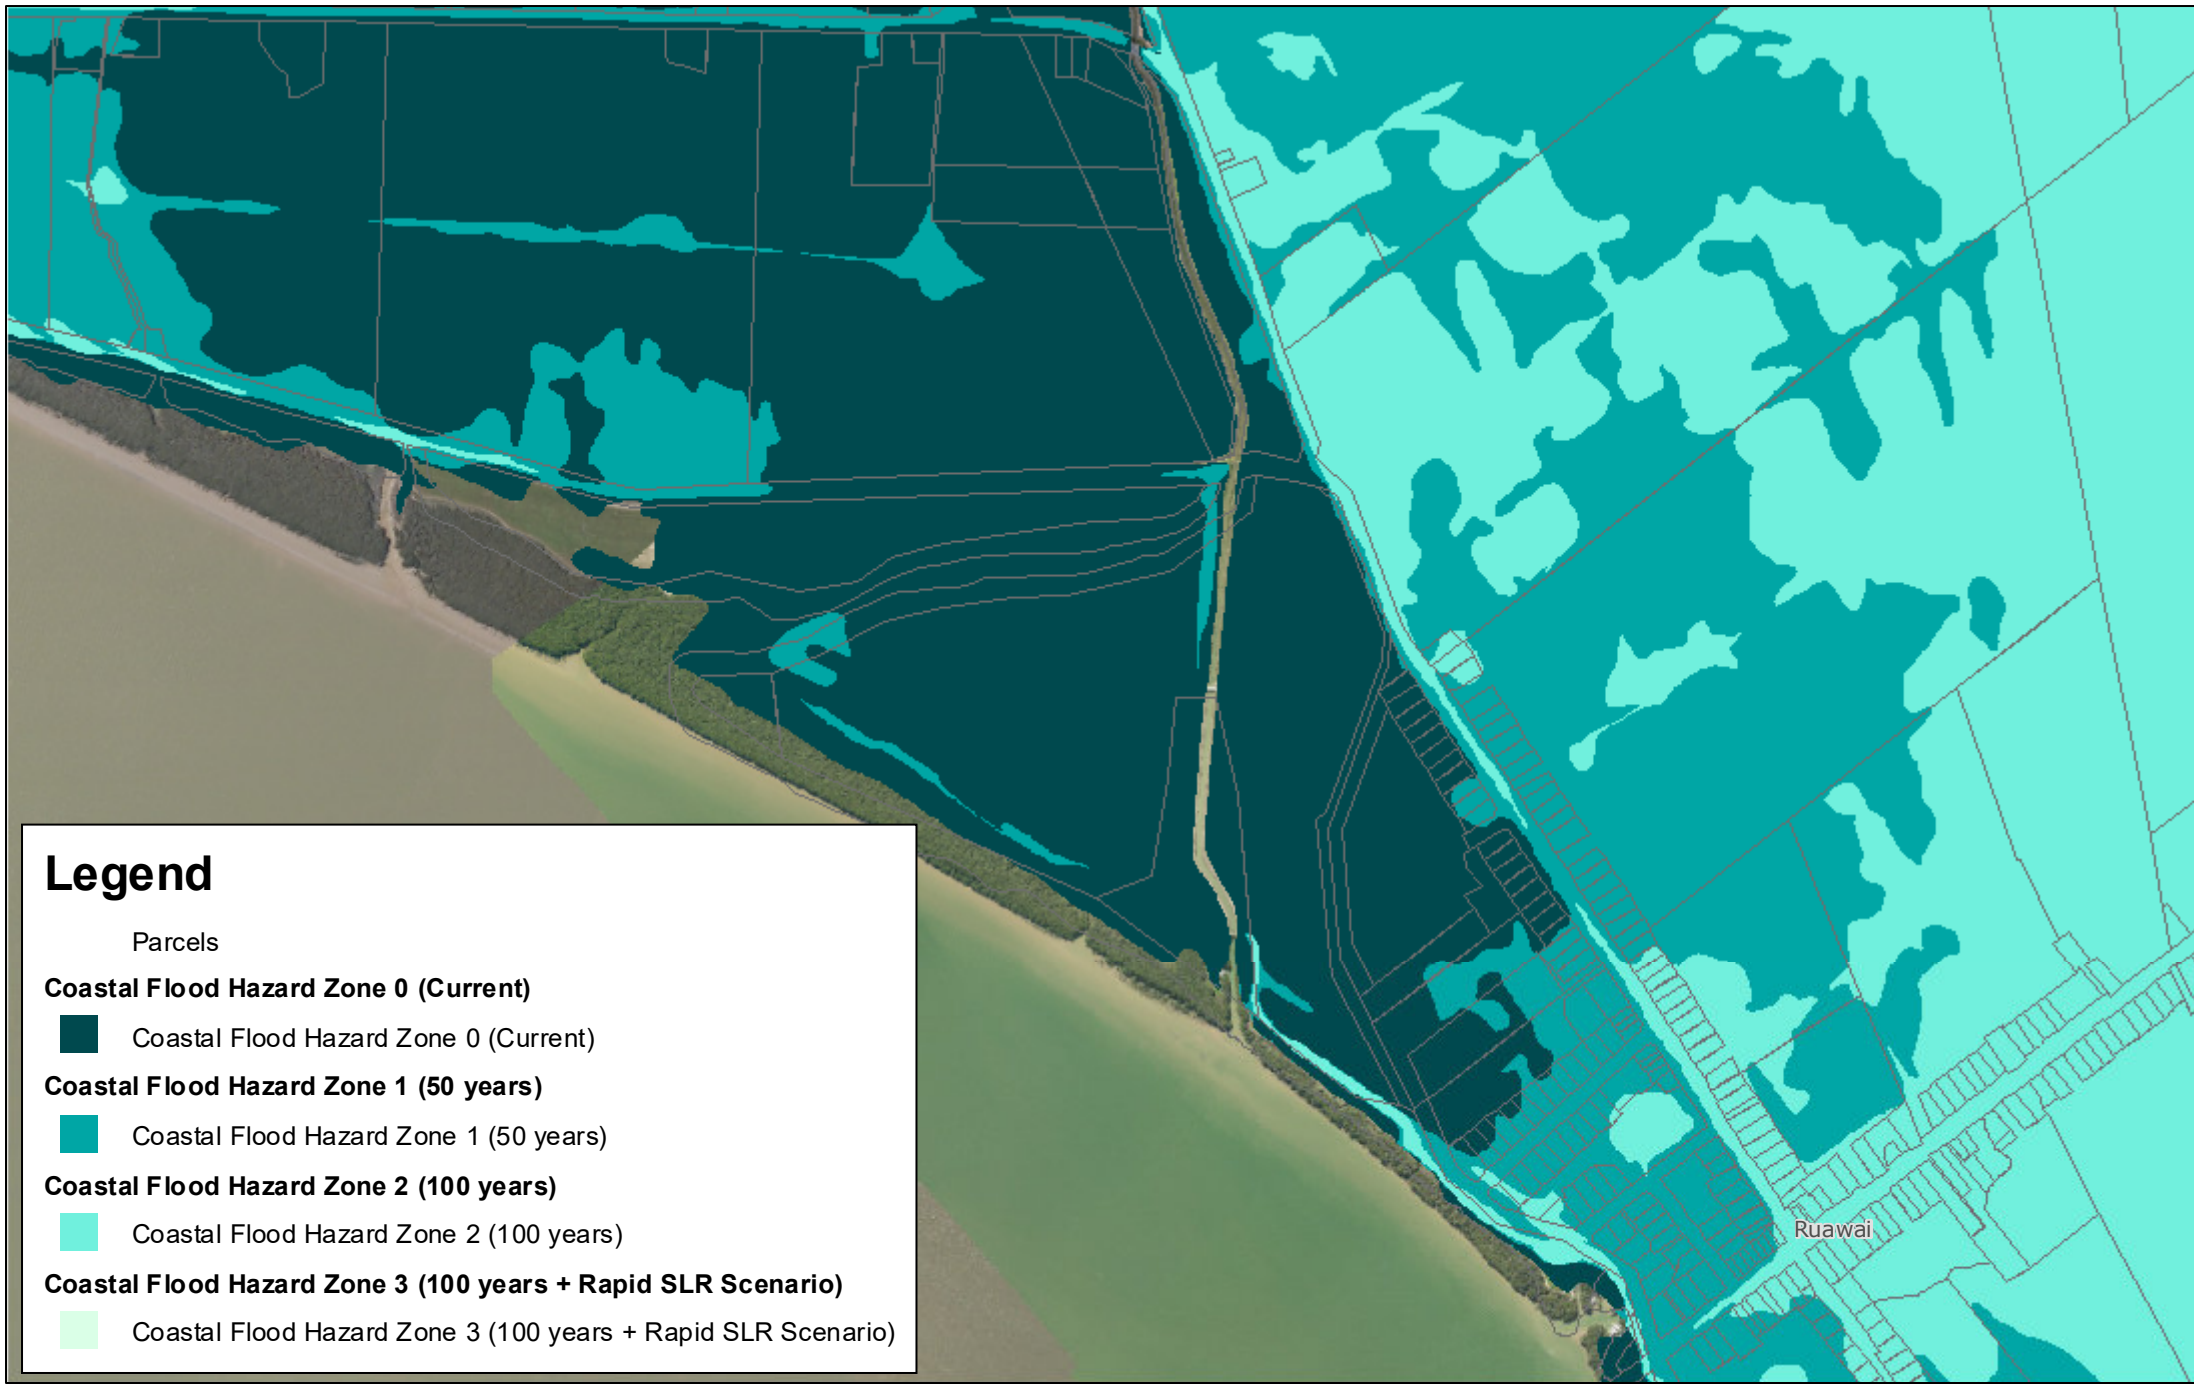 Legend
Parcels
Coastal Flood Hazard Zone 0 (Current)
Coastal Flood Hazard Zone 0 (Current)
Coastal Flood Hazard Zone 1 (50 years)
Coastal Flood Hazard Zone 1 (50 years)
Coastal Flood Hazard Zone 2 (100 years)
Coastal Flood Hazard Zone 2 (100 years)
Coastal Flood Hazard Zone 3 (100 years + Rapid SLR Scenario)
Coastal Flood Hazard Zone 3 (100 years + Rapid SLR Scenario)
Ruawai